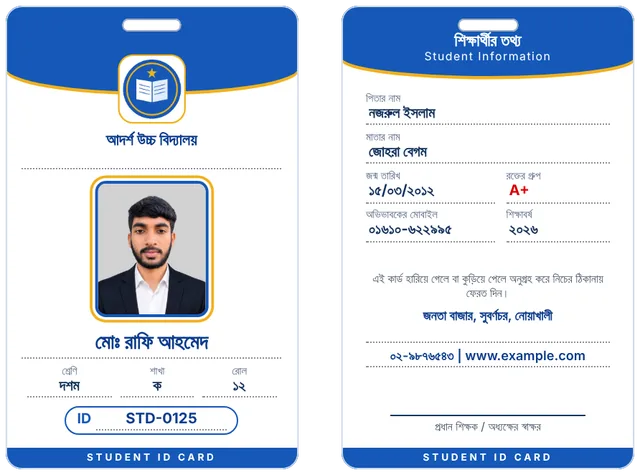 আদর্শ উচ্চ বিদ্যালয়
মোঃ রাফি আহমেদ
শ্রেণি
দশম
শাখা
ক
রোল
১২
ID STD-0125
STUDENT ID CARD
শিক্ষার্থীর তথ্য
Student Information
পিতার নাম
নজরুল ইসলাম
মাতার নাম
জোহরা বেগম
জন্ম তারিখ
১৫/০৩/২০১২
রক্তের গ্রুপ
A+
অভিভাবকের মোবাইল
০১৬১০-৬২২৯৯৫
শিক্ষাবর্ষ
২০২৬
এই কার্ড হারিয়ে গেলে বা কুড়িয়ে পেলে অনুগ্রহ করে নিচের ঠিকানায়
ফেরত দিন।
জনতা বাজার, সুবর্ণচর, নোয়াখালী
০২-৯৮৭৬৫৪৩ | www.example.com
প্রধান শিক্ষক / অধ্যক্ষের স্বাক্ষর
STUDENT ID CARD